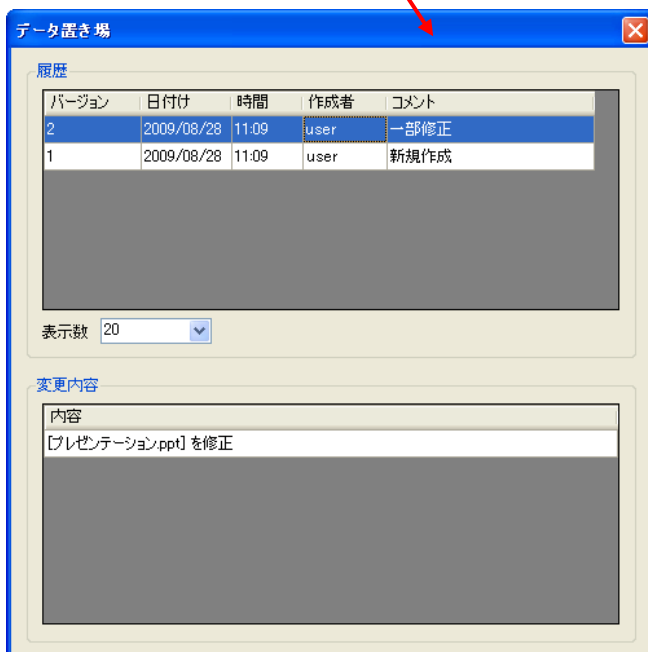 データ置き場
履歴
バージョン 日付け 時間 作成者 コメント
2 2009/08/28 11:09 user 一部修正
1 2009/08/28 11:09 user 新規作成
表示数 20
変更内容
内容
[プレゼンテーション.ppt] を修正